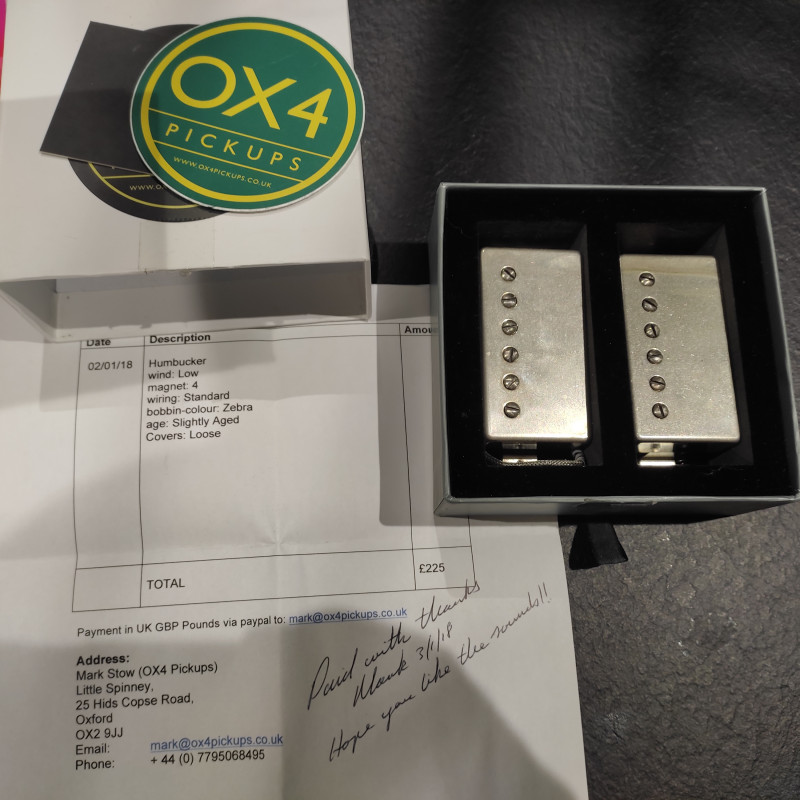 OX4
PICKUPS
WWW.OX4PICKUPS.CO.UK
WWW.OX
Date Description Amou
02/01/18 Humbucker
wind: Low
magnet: 4
wiring: Standard
bobbin-colour: Zebra
age: Slightly Aged
Covers: Loose
TOTAL £225
Payment in UK GBP Pounds via paypal to: mark@ox4pickups.co.uk
Paid with thanks
Mark 3/1/18
Hope you like the sounds!!
Address:
Mark Stow (OX4 Pickups)
Little Spinney,
25 Hids Copse Road,
Oxford
OX2 9JJ
Email: mark@ox4pickups.co.uk
Phone: + 44 (0) 7795068495